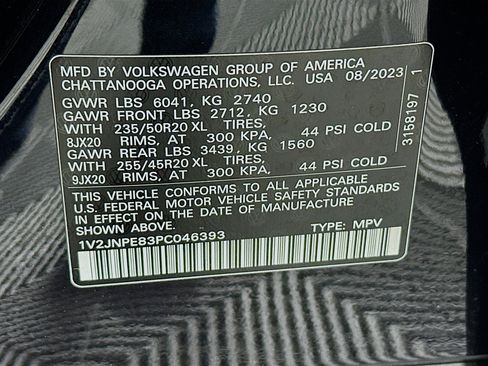 MFD BY VOLKSWAGEN GROUP OF AMERICA
CHATTANOOGA OPERATIONS, LLC. USA 08/2023
GVWR LBS 6041, KG 2740
GAWR FRONT LBS 2712, KG 1230
WITH 235/50R20 XL TIRES,
8JX20 RIMS, AT 300 KPA, 44 PSI COLD
GAWR REAR LBS 3439, KG 1560
WITH 255/45R20 XL TIRES,
9JX20 RIMS, AT 300 KPA, 44 PSI COLD
THIS VEHICLE CONFORMS TO ALL APPLICABLE
U.S. FEDERAL MOTOR VEHICLE SAFETY STANDARDS
IN EFFECT ON THE DATE OF MANUFACTURE
SHOWN ABOVE.
1V2JNPE83PC046393 TYPE: MPV
3158197 1